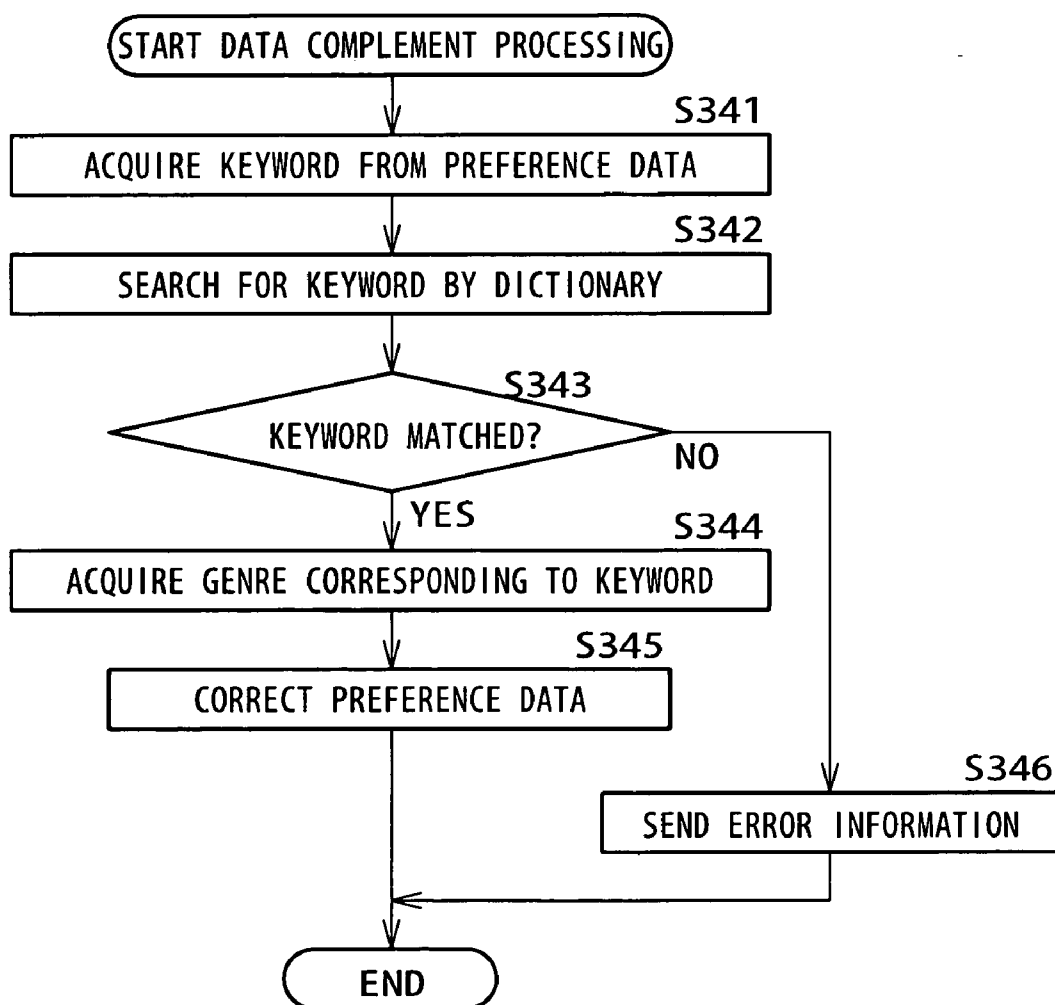 START DATA COMPLEMENT PROCESSING
S341
ACQUIRE KEYWORD FROM PREFERENCE DATA
S342
SEARCH FOR KEYWORD BY DICTIONARY
S343
KEYWORD MATCHED?
NO
YES
S344
ACQUIRE GENRE CORRESPONDING TO KEYWORD
S345
CORRECT PREFERENCE DATA
S346
SEND ERROR INFORMATION
END